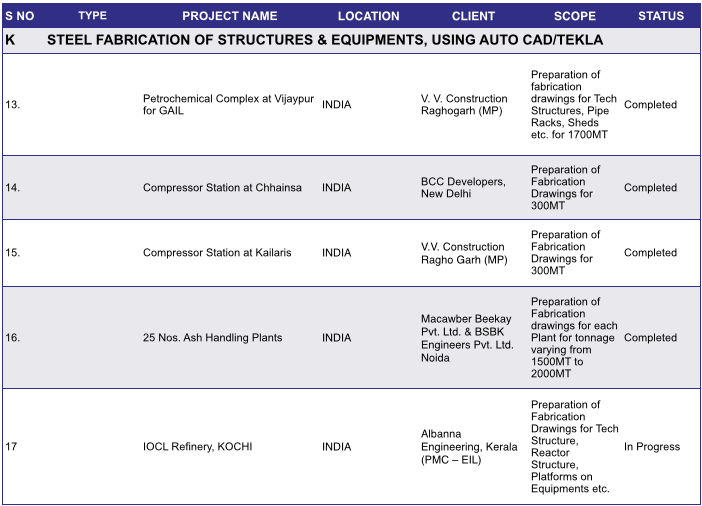 S NO TYPE PROJECT NAME LOCATION CLIENT SCOPE STATUS
K STEEL FABRICATION OF STRUCTURES & EQUIPMENTS, USING AUTO CAD/TEKLA
13.
Petrochemical Complex at Vijaypur
for GAIL
INDIA
V. V. Construction
Raghogarh (MP)
Preparation of
fabrication
drawings for Tech
Structures, Pipe
Racks, Sheds
etc. for 1700MT
Completed
14.
Compressor Station at Chhainsa
INDIA
BCC Developers,
New Delhi
Preparation of
Fabrication
Drawings for
300MT
Completed
15.
Compressor Station at Kailaris
INDIA
V.V. Construction
Ragho Garh (MP)
Preparation of
Fabrication
Drawings for
300MT
Completed
16.
25 Nos. Ash Handling Plants
INDIA
Macawber Beekay
Pvt. Ltd. & BSBK
Engineers Pvt. Ltd.
Noida
Preparation of
Fabrication
drawings for each
Plant for tonnage
varying from
1500MT to
2000MT
Completed
17
IOCL Refinery, KOCHI
INDIA
Albanna
Engineering, Kerala
(PMC – EIL)
Preparation of
Fabrication
Drawings for Tech
Structure,
Reactor
Structure,
Platforms on
Equipments etc.
In Progress